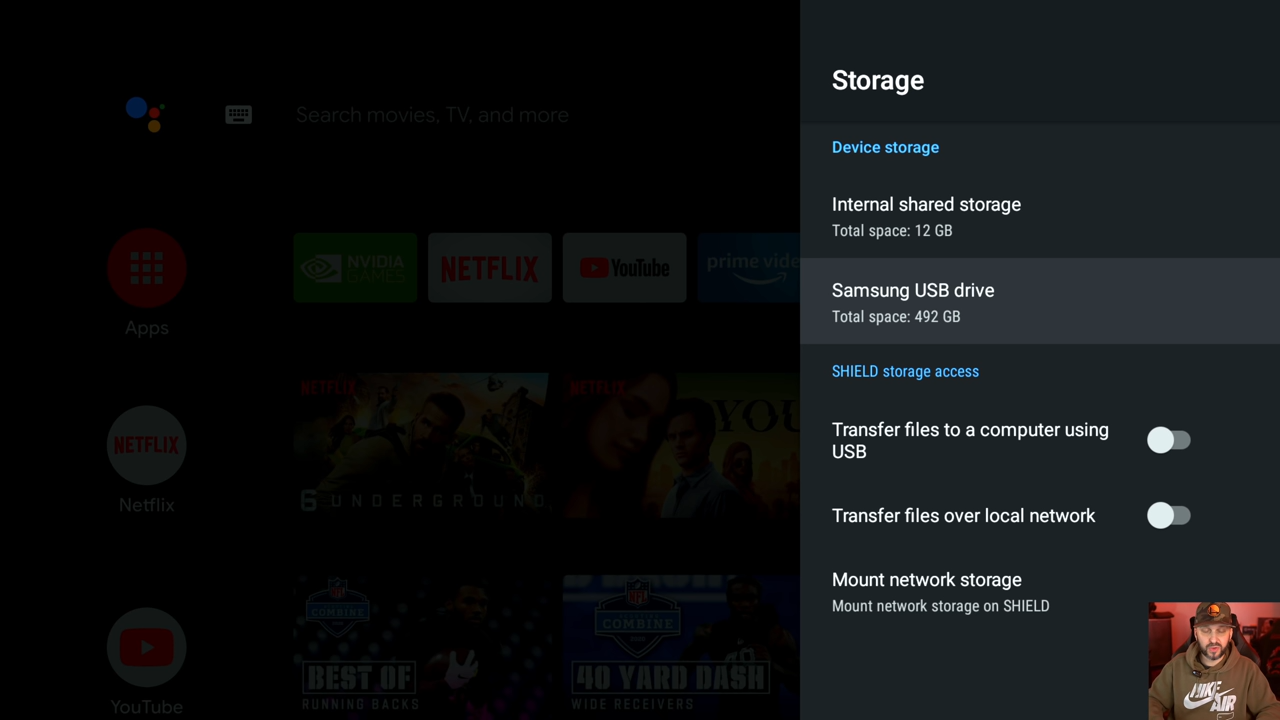 Search movies, TV, and more
Apps
NVIDIA
GAMES
NETFLIX
YouTube
prime vide
NETFLIX
Netflix
NETFLIX
6 UNDERGROUND
NETFLIX
YOU
YouTube
NFL
COMBINE
BEST OF
RUNNING BACKS
NFL
COMBINE
40 YARD DASH
WIDE RECEIVERS
Storage
Device storage
Internal shared storage
Total space: 12 GB
Samsung USB drive
Total space: 492 GB
SHIELD storage access
Transfer files to a computer using
USB
Transfer files over local network
Mount network storage
Mount network storage on SHIELD
NIKE
AIR